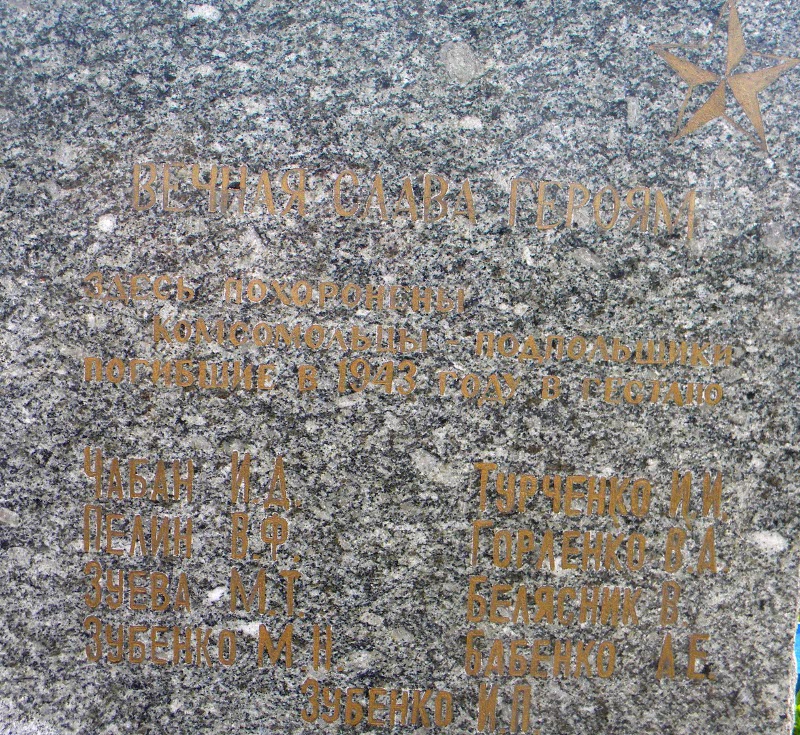 ВЕЧНАЯ СЛАВА ГЕРОЯМ
ЗДЕСЬ ПОХОРОНЕНЫ
КОМСОМОЛЬЦЫ - ПОДПОЛЬЩИКИ
ПОГИБШИЕ В 1943 ГОДУ В ГЕСТАПО
ЧАБАН И.Д. ТУРЧЕНКО И.И.
ПЕЛИН В.Ф. ГОРЛЕНКО В.А.
ЗУЕВА М.Т. БЕЛЯСНИК В.
ЗУБЕНКО М.Н. БАБЕНКО А.Е.
ЗУБЕНКО И.П.